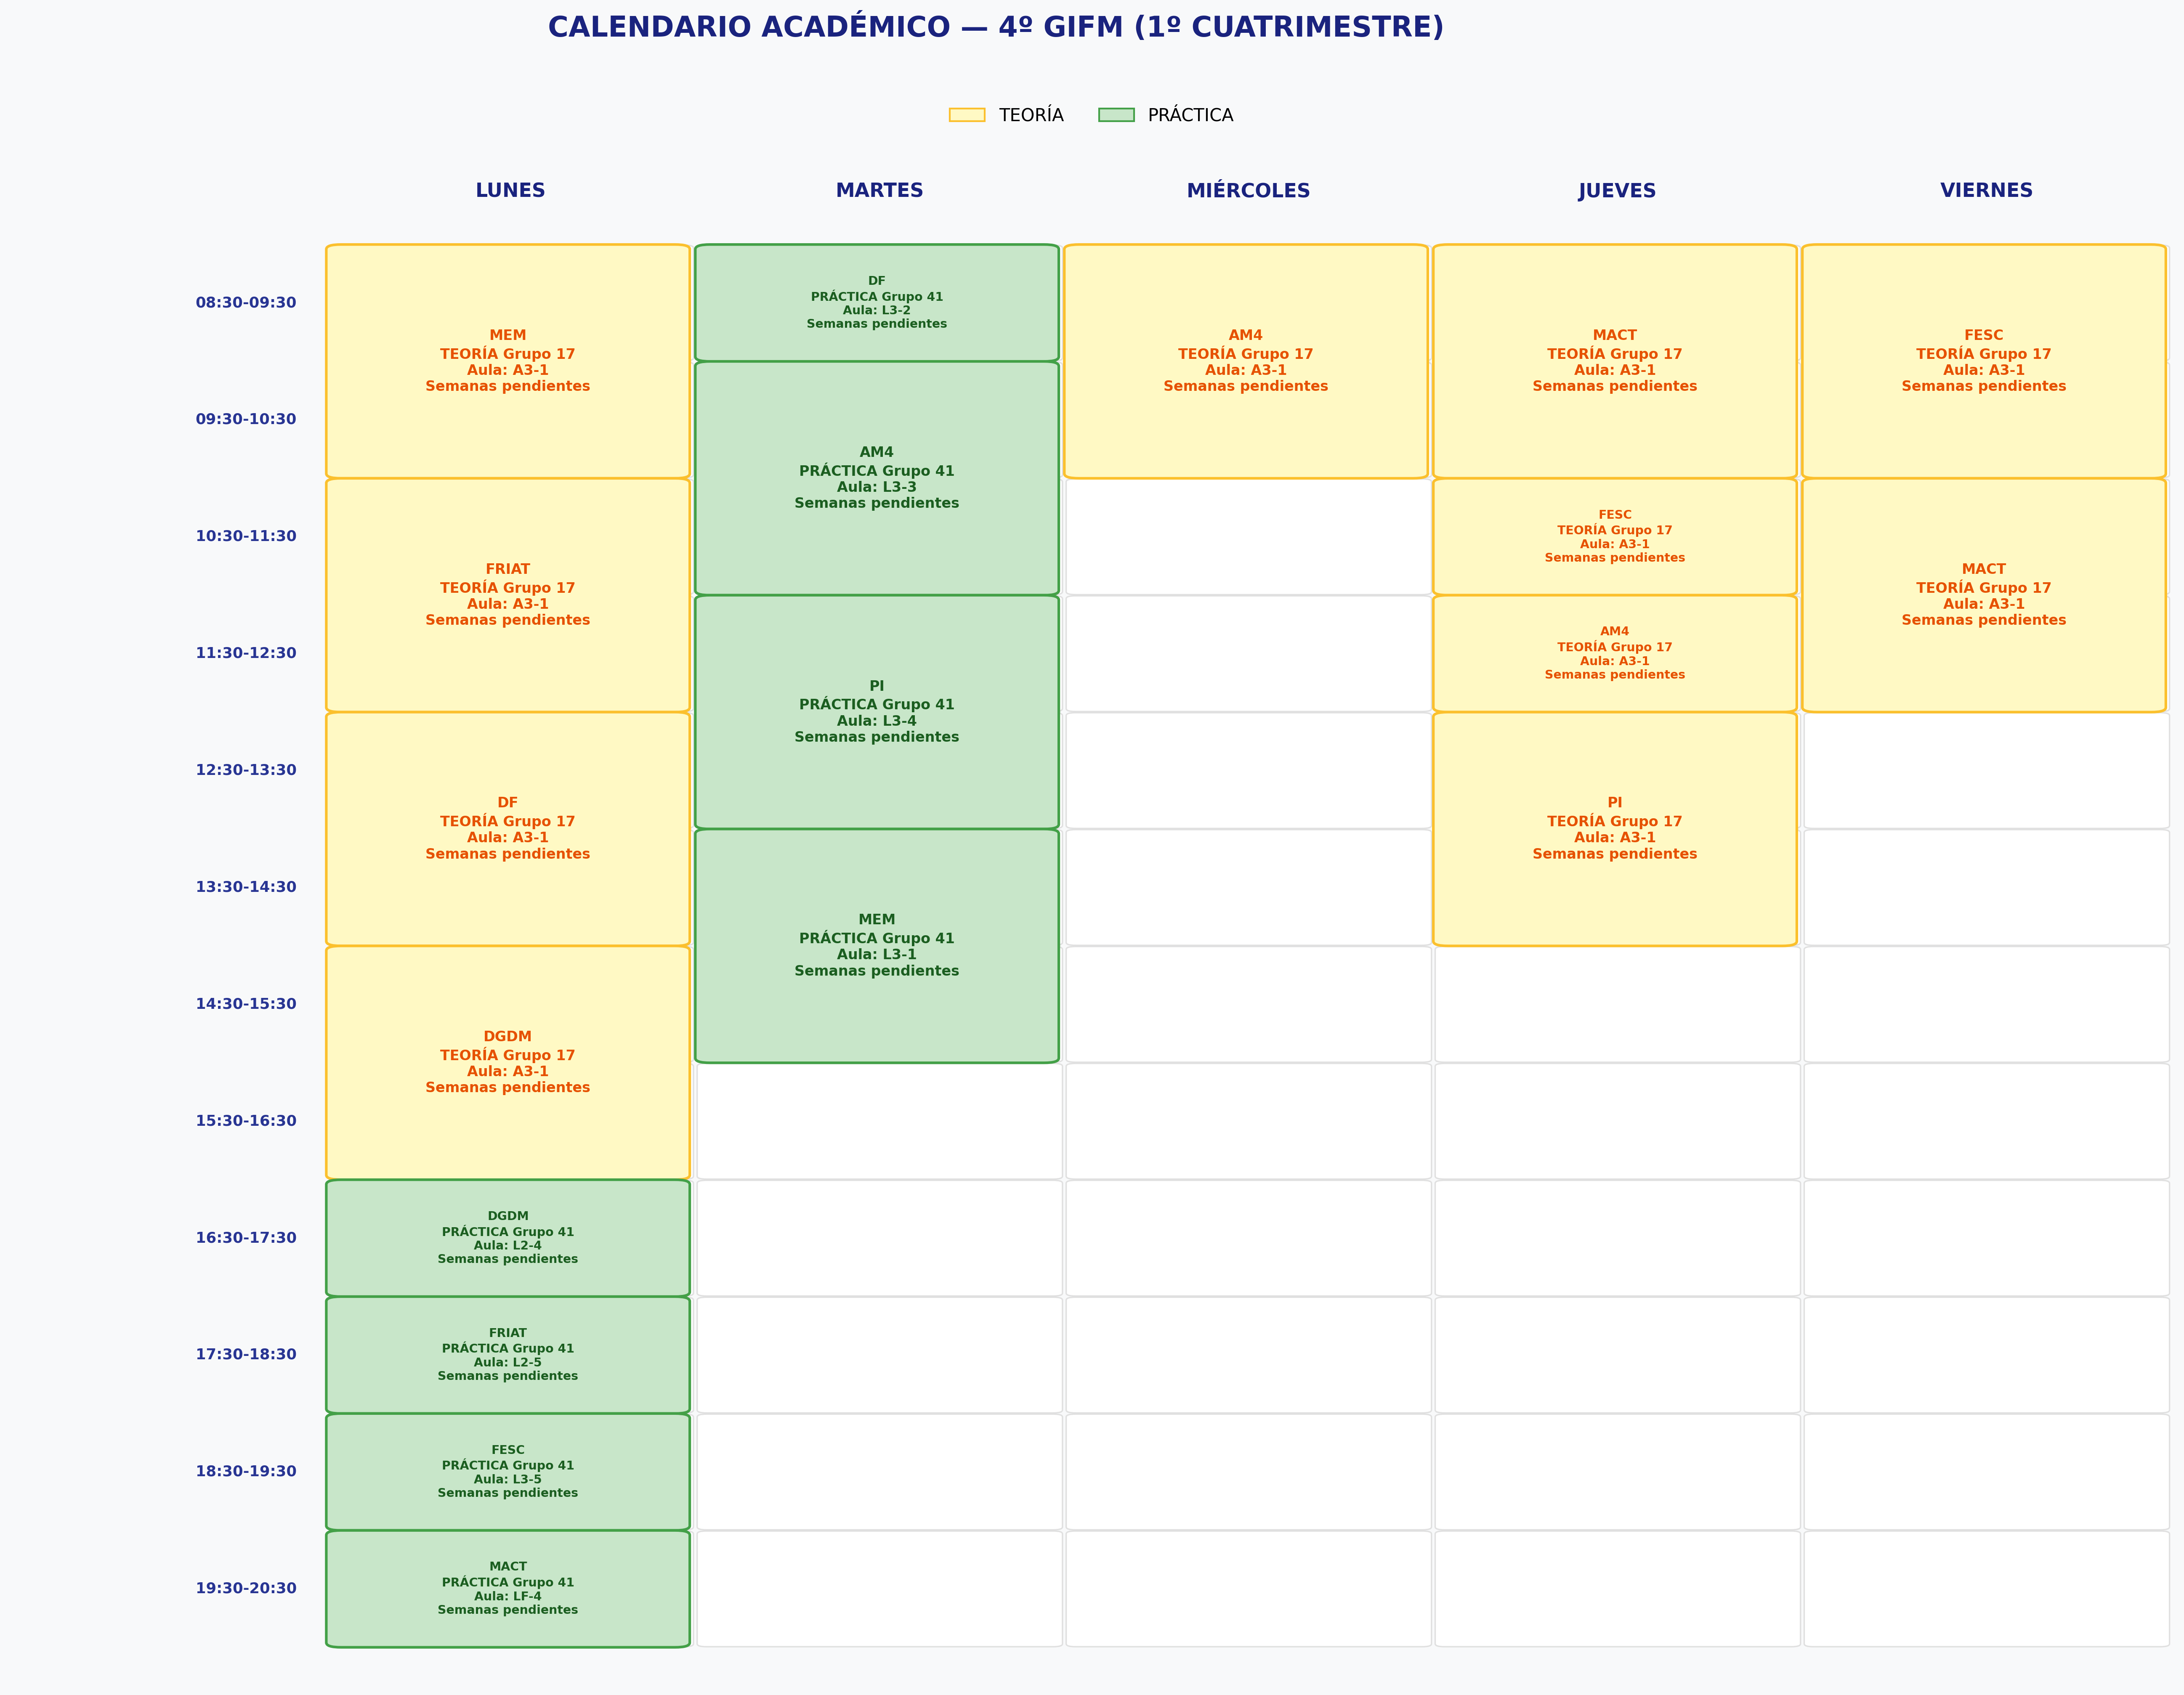 CALENDARIO ACADÉMICO — 4º GIFM (1º CUATRIMESTRE)
TEORÍA
PRÁCTICA
LUNES
MARTES
MIÉRCOLES
JUEVES
VIERNES
08:30-09:30
09:30-10:30
10:30-11:30
11:30-12:30
12:30-13:30
13:30-14:30
14:30-15:30
15:30-16:30
16:30-17:30
17:30-18:30
18:30-19:30
19:30-20:30
MEM
TEORÍA Grupo 17
Aula: A3-1
Semanas pendientes
FRIAT
TEORÍA Grupo 17
Aula: A3-1
Semanas pendientes
DF
TEORÍA Grupo 17
Aula: A3-1
Semanas pendientes
DGDM
TEORÍA Grupo 17
Aula: A3-1
Semanas pendientes
DGDM
PRÁCTICA Grupo 41
Aula: L2-4
Semanas pendientes
FRIAT
PRÁCTICA Grupo 41
Aula: L2-5
Semanas pendientes
FESC
PRÁCTICA Grupo 41
Aula: L3-5
Semanas pendientes
MACT
PRÁCTICA Grupo 41
Aula: LF-4
Semanas pendientes
DF
PRÁCTICA Grupo 41
Aula: L3-2
Semanas pendientes
AM4
PRÁCTICA Grupo 41
Aula: L3-3
Semanas pendientes
PI
PRÁCTICA Grupo 41
Aula: L3-4
Semanas pendientes
MEM
PRÁCTICA Grupo 41
Aula: L3-1
Semanas pendientes
AM4
TEORÍA Grupo 17
Aula: A3-1
Semanas pendientes
MACT
TEORÍA Grupo 17
Aula: A3-1
Semanas pendientes
FESC
TEORÍA Grupo 17
Aula: A3-1
Semanas pendientes
AM4
TEORÍA Grupo 17
Aula: A3-1
Semanas pendientes
PI
TEORÍA Grupo 17
Aula: A3-1
Semanas pendientes
FESC
TEORÍA Grupo 17
Aula: A3-1
Semanas pendientes
MACT
TEORÍA Grupo 17
Aula: A3-1
Semanas pendientes